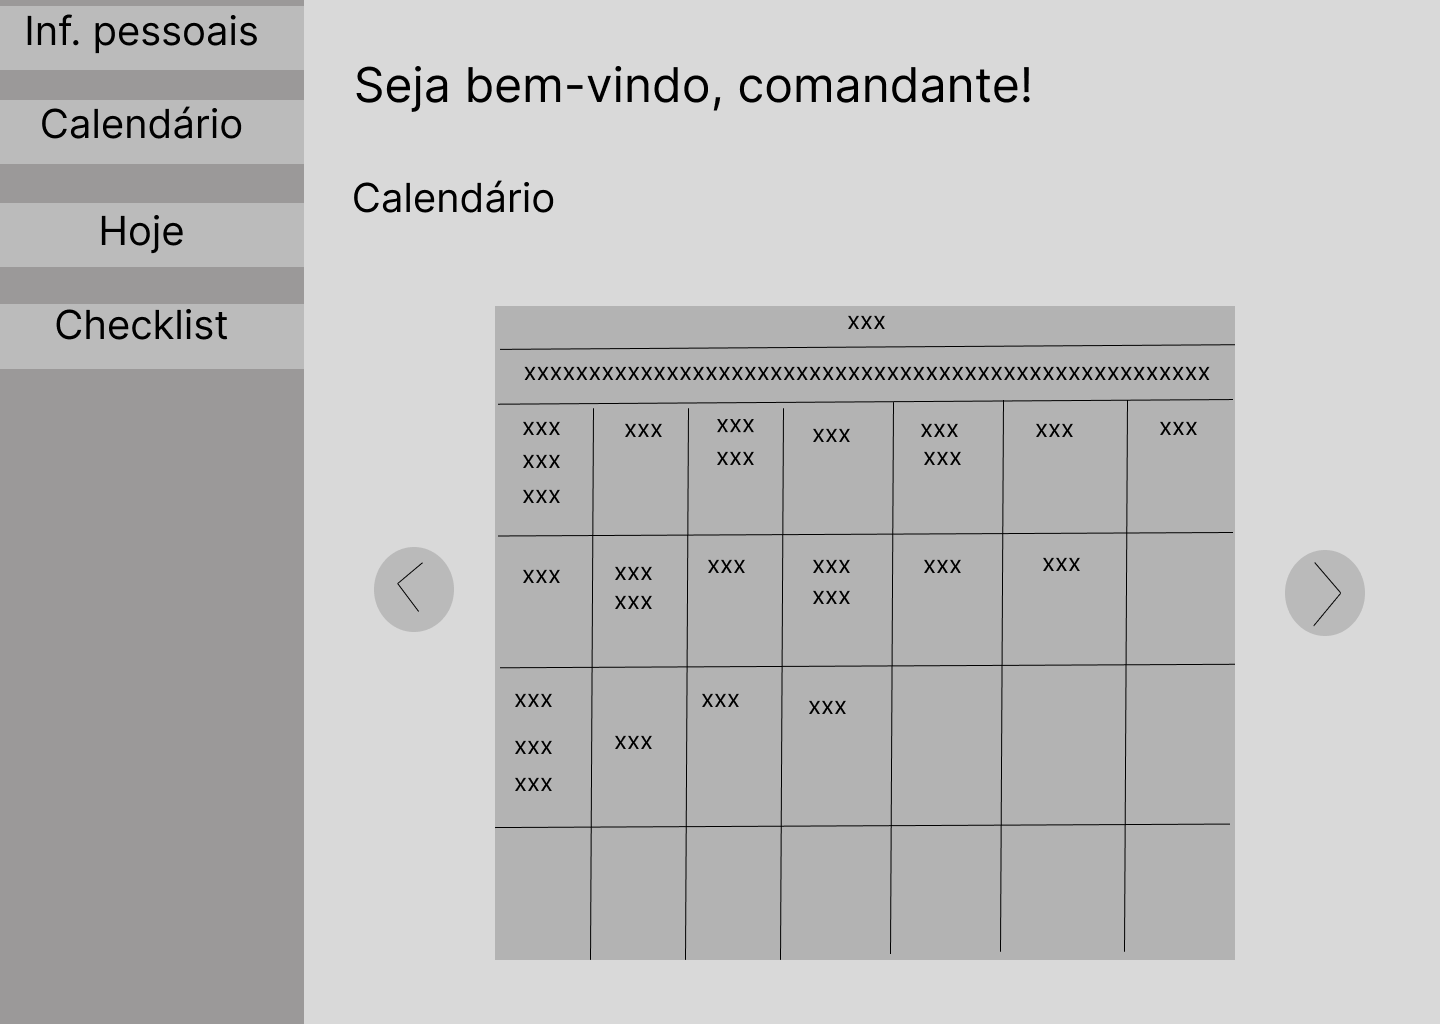 Inf. pessoais
Calendário
Hoje
Checklist
Seja bem-vindo, comandante!
Calendário
xxx
xxxxxxxxxxxxxxxxxxxxxxxxxxxxxxxxxxxxxxxxxxxxxxxxxxxxxx
xxx xxx xxx xxx xxx xxx xxx
xxx xxx xxx
xxx
xxx xxx xxx xxx xxx xxx
xxx xxx
xxx xxx xxx
xxx xxx
xxx